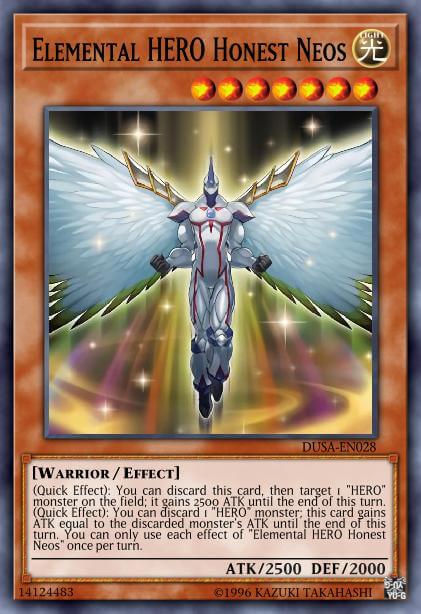 ELEMENTAL HERO HONEST NEOS
LIGHT
光
DUSA-EN028
[WARRIOR / EFFECT]
(Quick Effect): You can discard this card, then target 1 "HERO"
monster on the field; it gains 2500 ATK until the end of this turn.
(Quick Effect): You can discard 1 "HERO" monster; this card gains
ATK equal to the discarded monster's ATK until the end of this
turn. You can only use each effect of "Elemental HERO Honest
Neos" once per turn.
ATK/2500 DEF/2000
14124483
©1996 KAZUKI TAKAHASHI